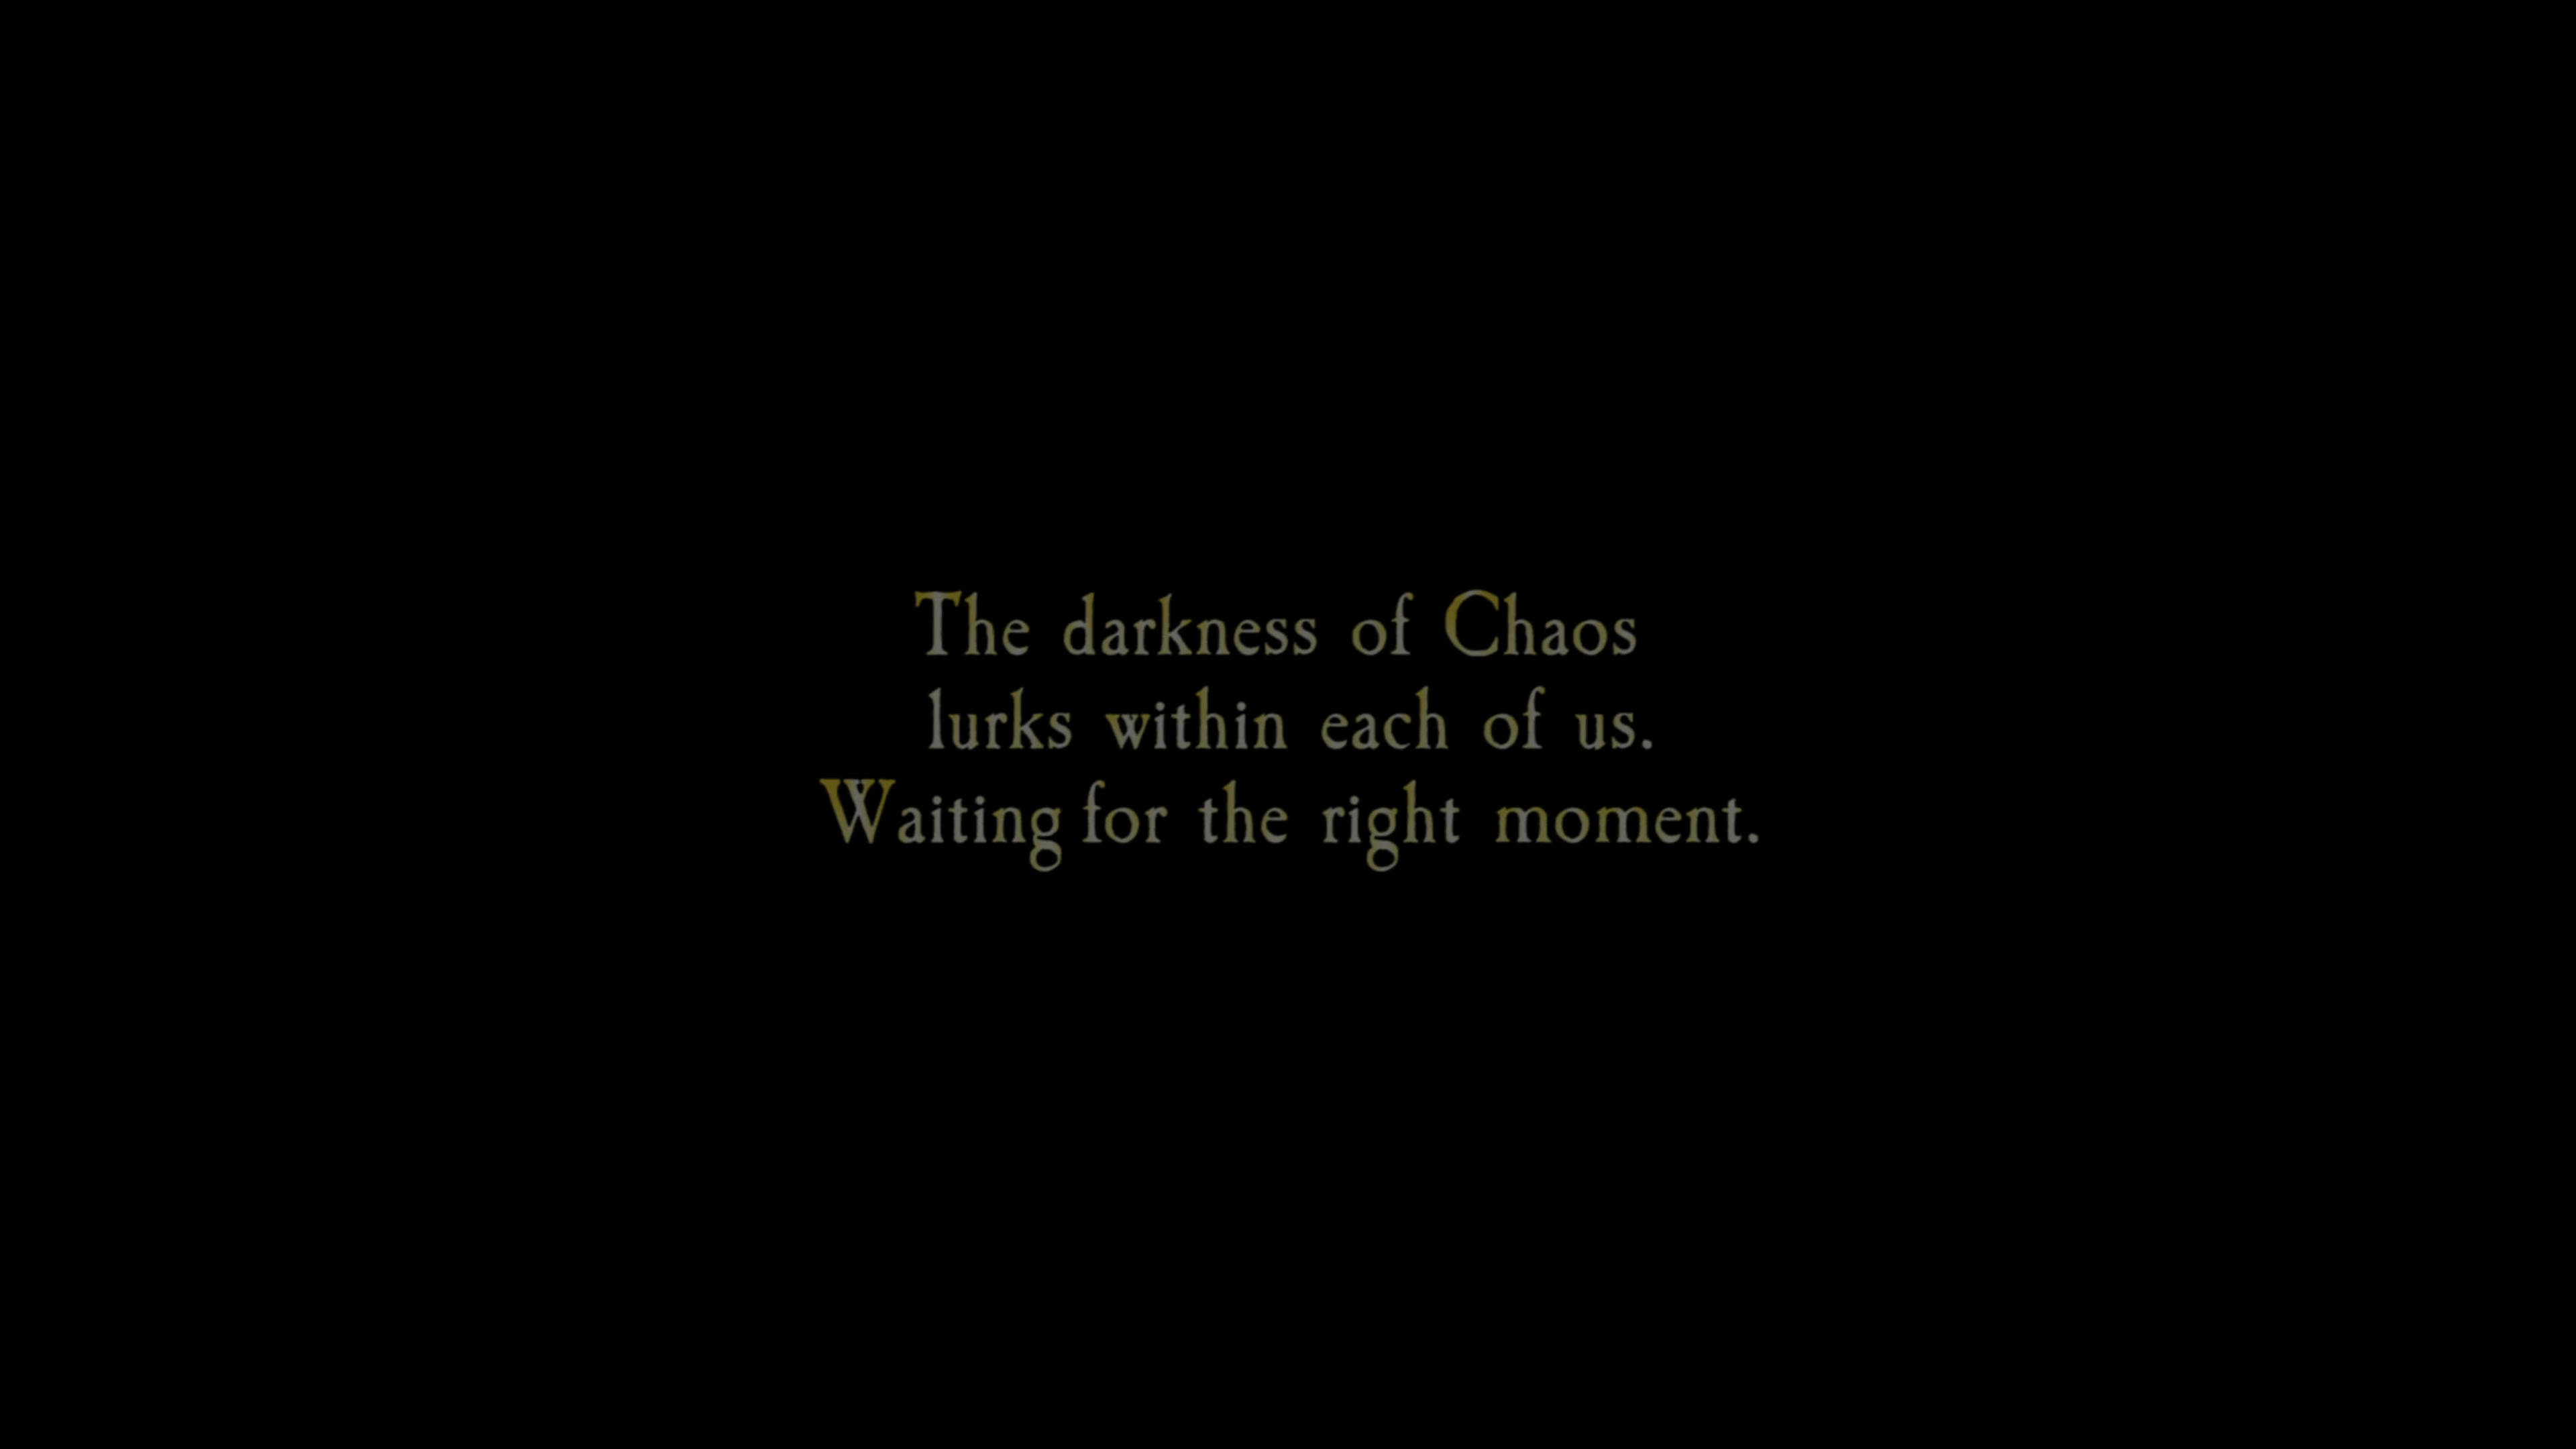 The darkness of Chaos
lurks within each of us.
Waiting for the right moment.